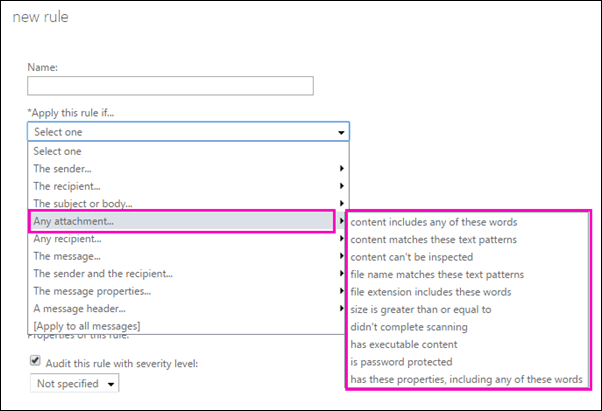 new rule
Name:
*Apply this rule if...
Select one
Select one
The sender...
The recipient...
The subject or body...
Any attachment...
Any recipient...
The message...
The sender and the recipient...
The message properties...
A message header...
[Apply to all messages]
content includes any of these words
content matches these text patterns
content can't be inspected
file name matches these text patterns
file extension includes these words
size is greater than or equal to
didn't complete scanning
has executable content
is password protected
has these properties, including any of these words
Properties of this rule:
Audit this rule with severity level:
Not specified